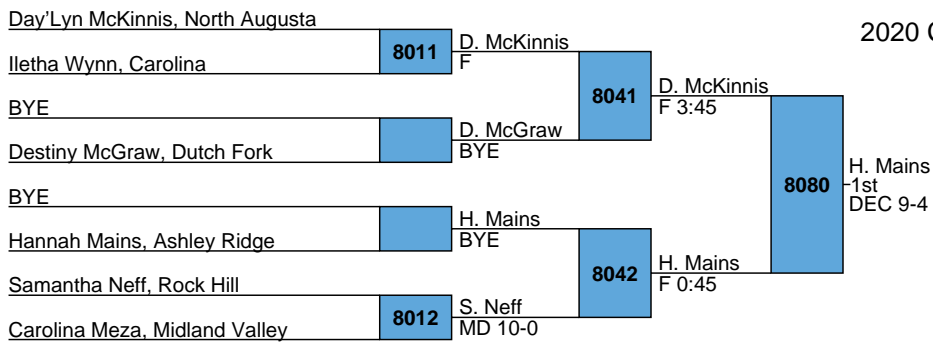 Day'Lyn McKinnis, North Augusta
2020
8011
D. McKinnis
F
Iletha Wynn, Carolina
8041
D. McKinnis
F 3:45
BYE
D. McGraw
BYE
Destiny McGraw, Dutch Fork
8080
H. Mains
1st
DEC 9-4
BYE
H. Mains
BYE
Hannah Mains, Ashley Ridge
8042
H. Mains
F 0:45
Samantha Neff, Rock Hill
8012
S. Neff
MD 10-0
Carolina Meza, Midland Valley